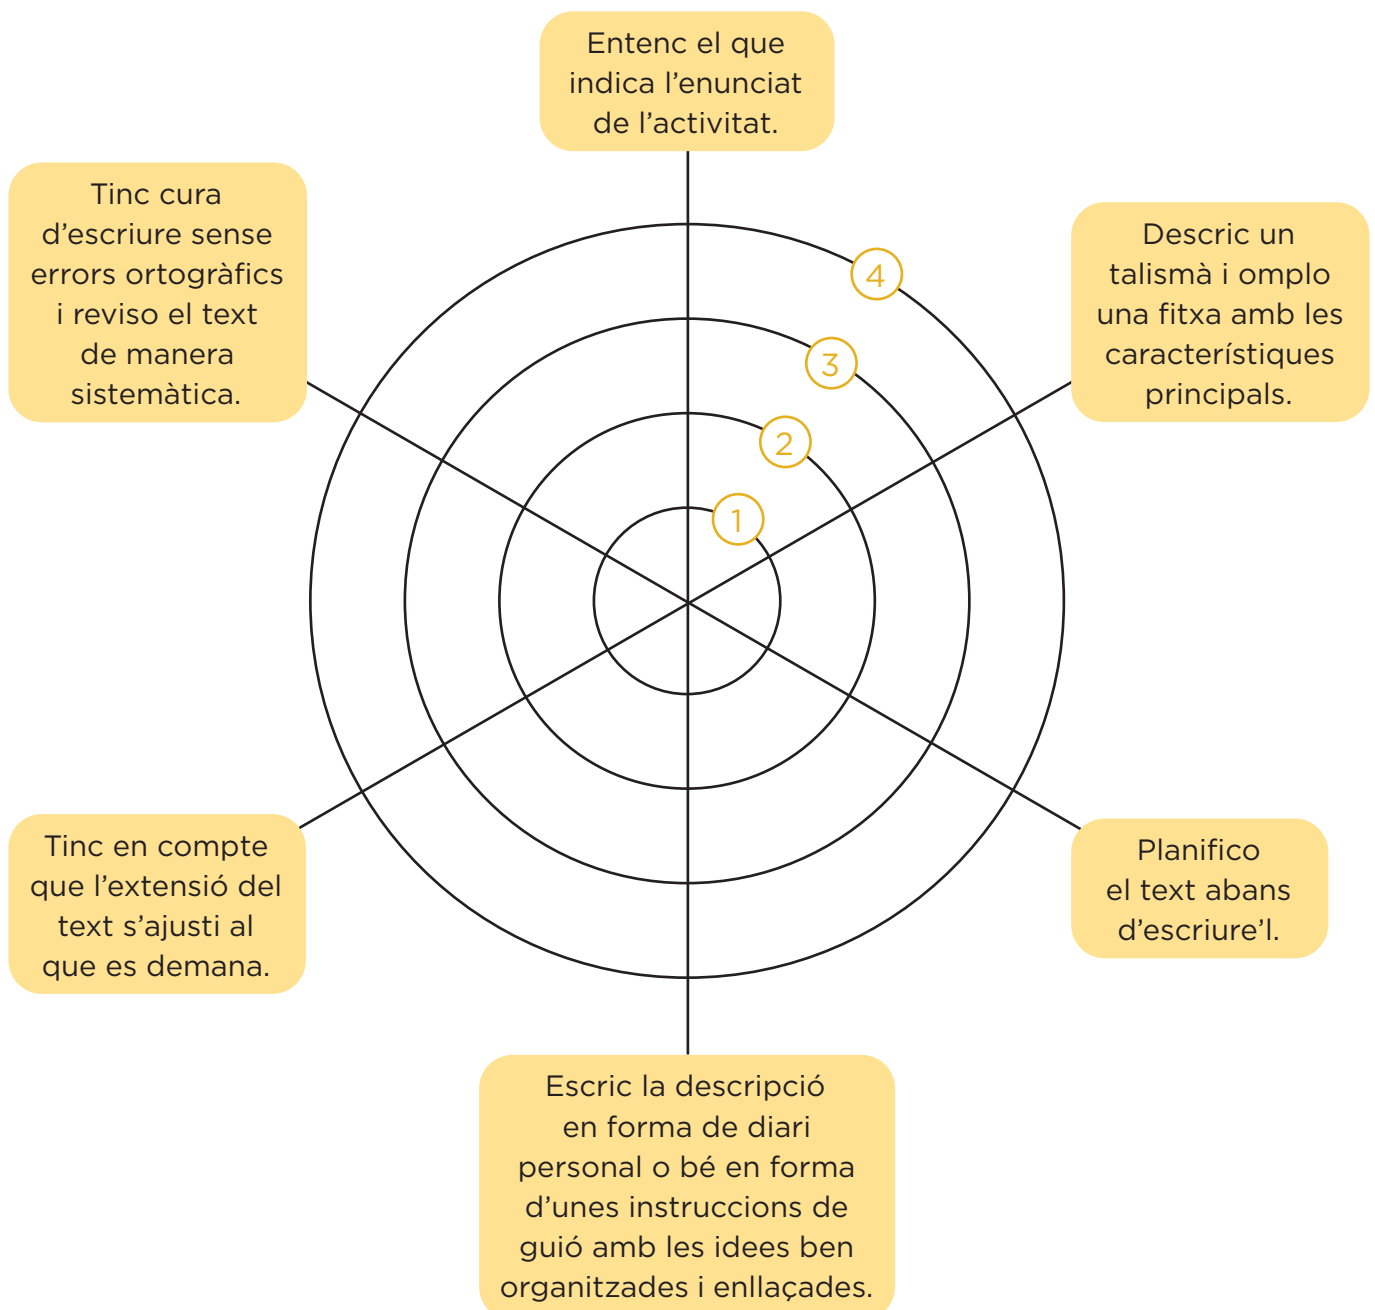 Entenc el que
indica l’enunciat
de l’activitat.
Tinc cura
d’escriure sense
errors ortogràfics
i reviso el text
de manera
sistemàtica.
Descric un
talismà i omplo
una fitxa amb les
característiques
principals.
4
3
2
1
Tinc en compte
que l’extensió del
text s’ajusti al
que es demana.
Planifico
el text abans
d’escriure’l.
Escric la descripció
en forma de diari
personal o bé en forma
d’unes instruccions de
guió amb les idees ben
organitzades i enllaçades.